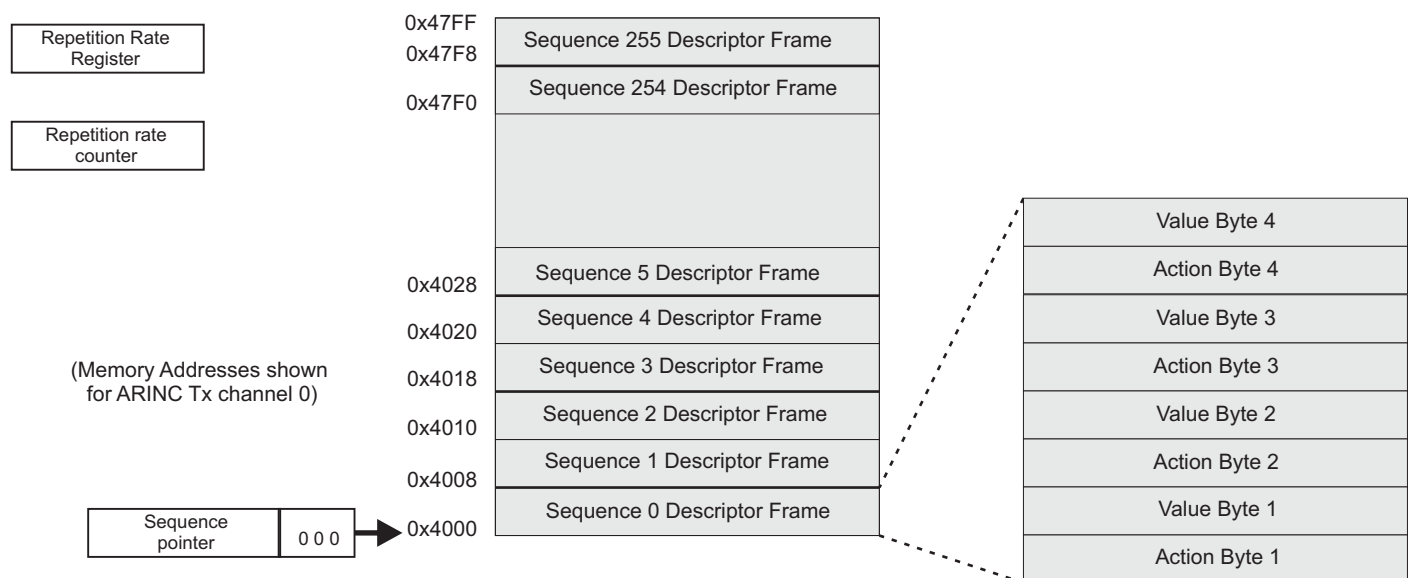 Repetition Rate
Register
Repetition rate
counter
(Memory Addresses shown
for ARINC Tx channel 0)
Sequence
pointer
0 0 0
0x47FF
0x47F8
0x47F0
0x4028
0x4020
0x4018
0x4010
0x4008
0x4000
Sequence 255 Descriptor Frame
Sequence 254 Descriptor Frame
Sequence 5 Descriptor Frame
Sequence 4 Descriptor Frame
Sequence 3 Descriptor Frame
Sequence 2 Descriptor Frame
Sequence 1 Descriptor Frame
Sequence 0 Descriptor Frame
Value Byte 4
Action Byte 4
Value Byte 3
Action Byte 3
Value Byte 2
Action Byte 2
Value Byte 1
Action Byte 1